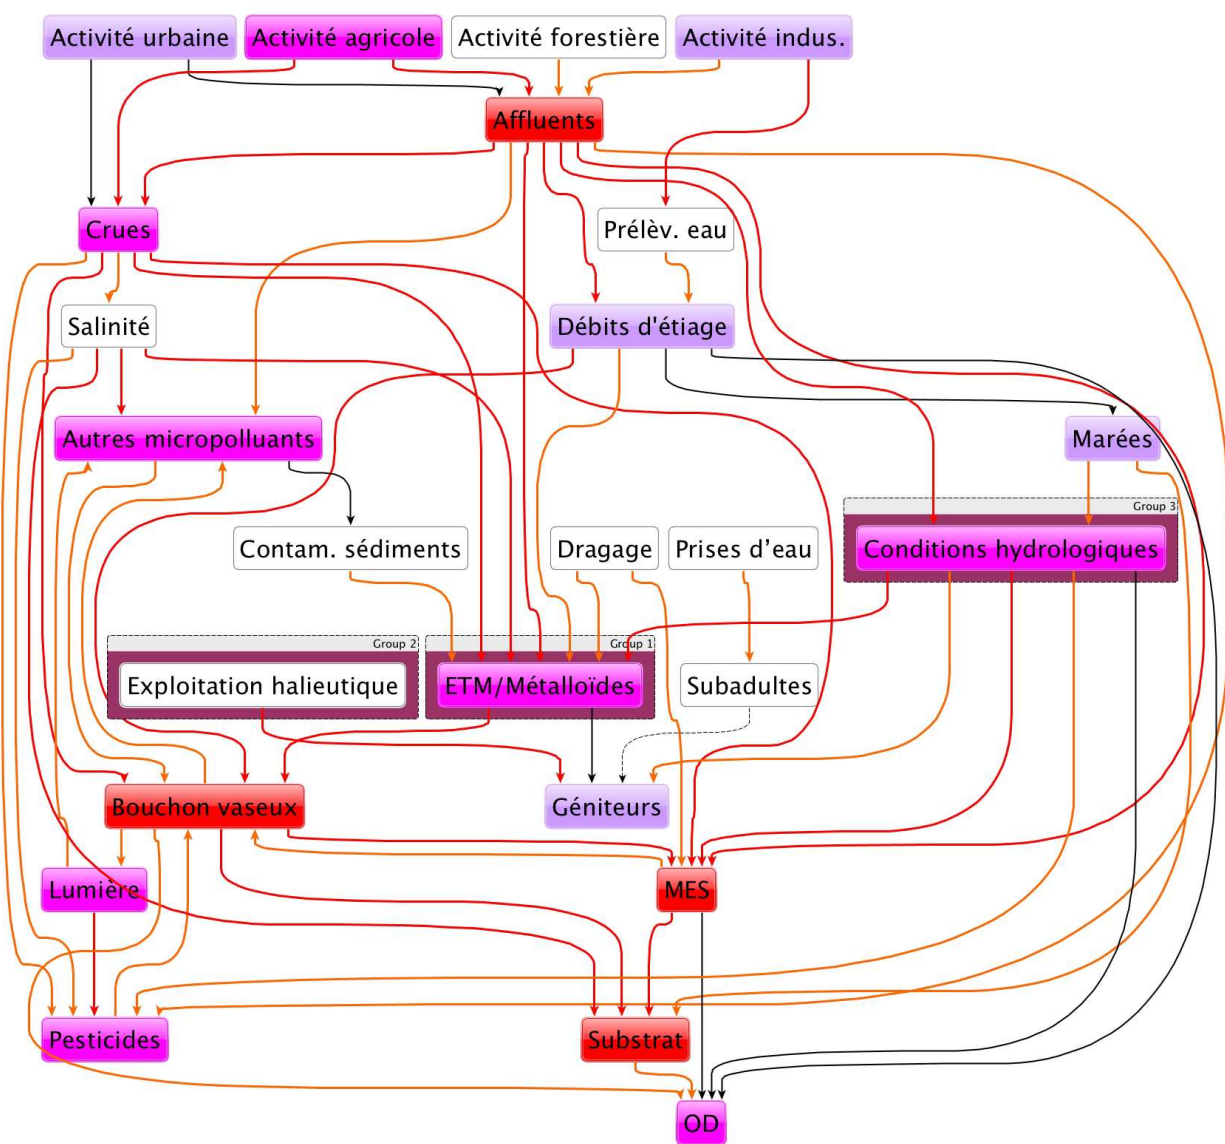 Activité urbaine
Activité agricole
Activité forestière
Activité indus.
Affluents
Crues
Prélèv. eau
Salinité
Débits d'étiage
Autres micropolluants
Marées
Group 3
Contam. sédiments
Dragage
Prises d’eau
Conditions hydrologiques
Group 2
Group 1
Exploitation halieutique
ETM/Métalloïdes
Subadultes
Bouchon vaseux
Géniteurs
Lumière
MES
Pesticides
Substrat
OD